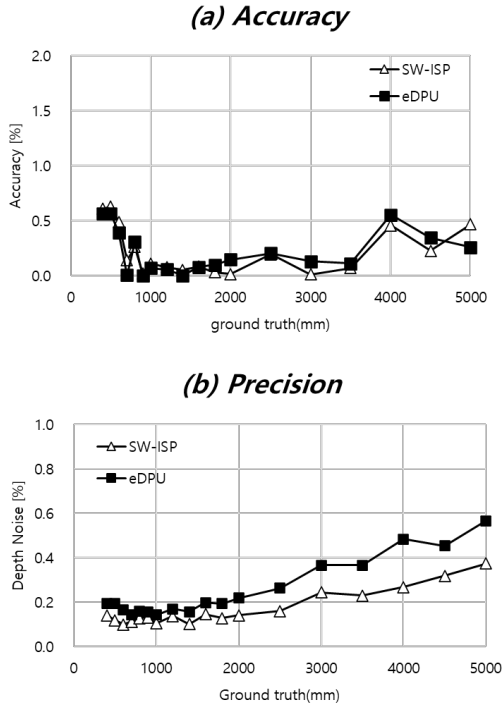 (a) Accuracy
2.0
SW-ISP
eDPU
1.5
1.0
0.5
0.0
Accuracy [%]
0 1000 2000 3000 4000 5000
ground truth(mm)
(b) Precision
1.0
SW-ISP
eDPU
0.8
0.6
0.4
0.2
0.0
Depth Noise [%]
0 1000 2000 3000 4000 5000
Ground truth(mm)